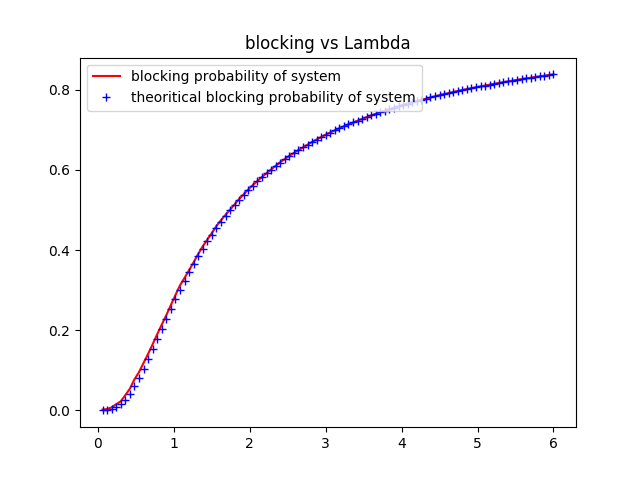 blocking vs Lambda
blocking probability of system
theoritical blocking probability of system
0.8
0.6
0.4
0.2
0.0
0 1 2 3 4 5 6